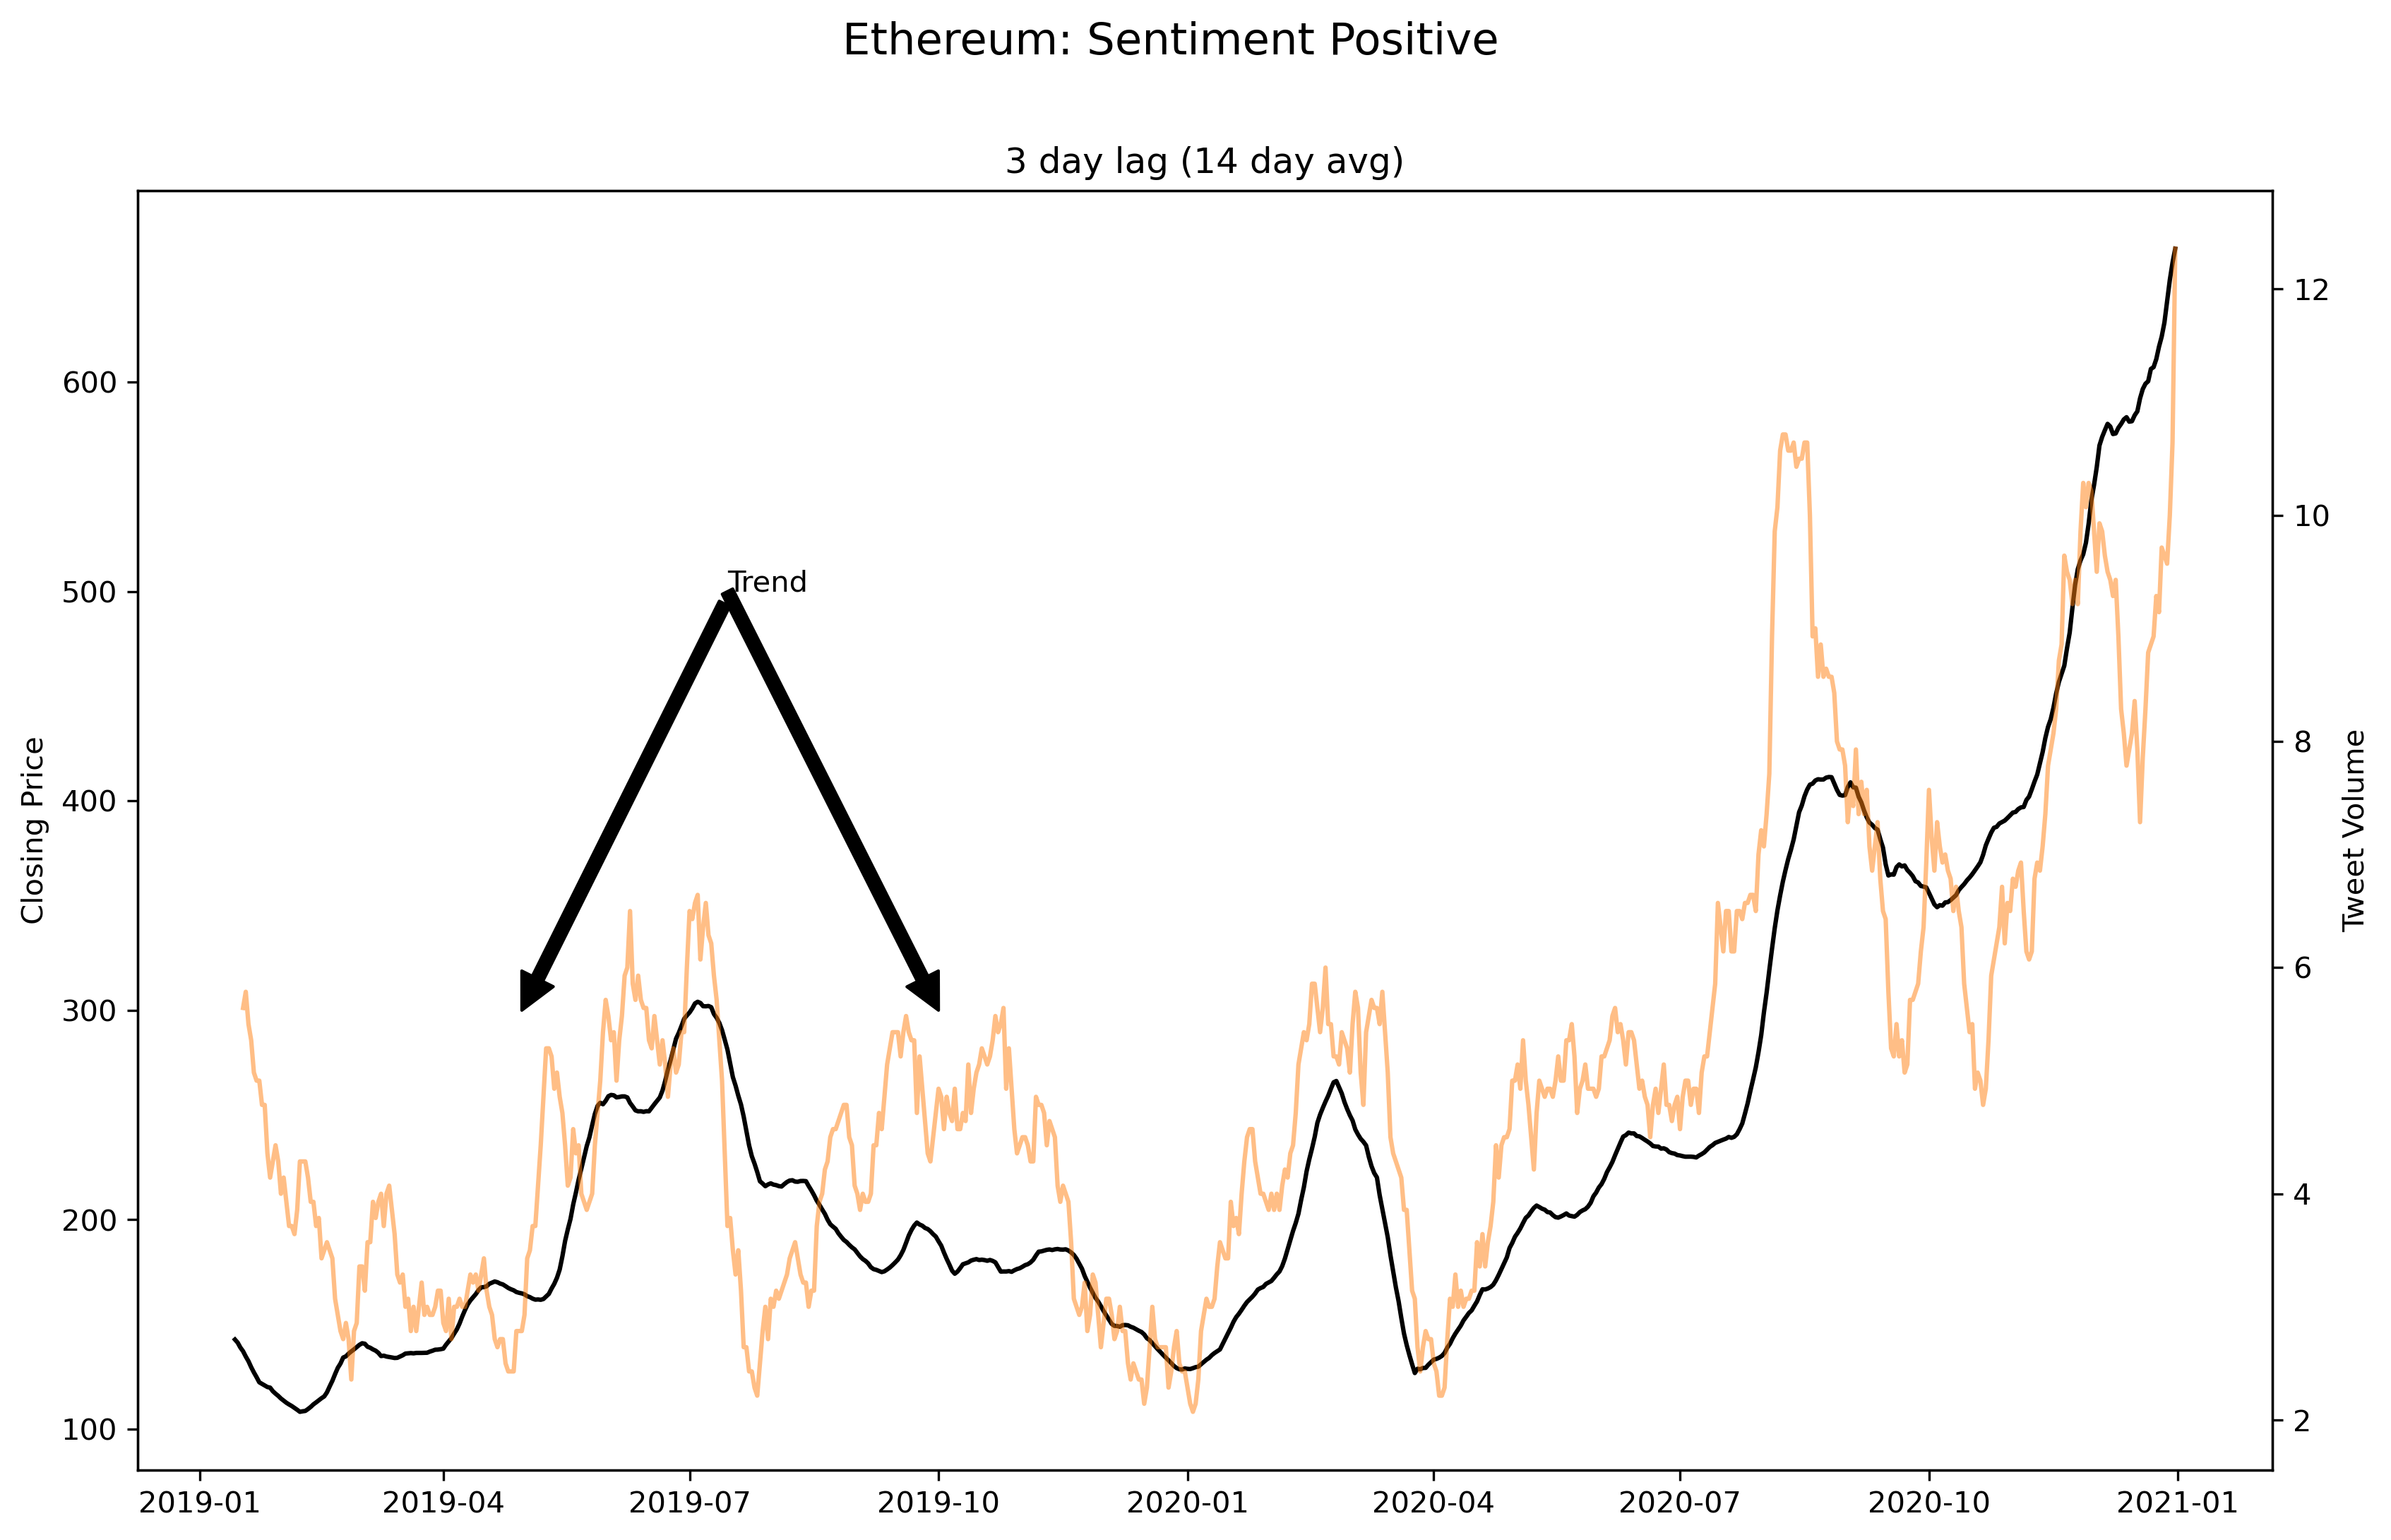 Ethereum: Sentiment Positive
3 day lag (14 day avg)
Closing Price
600
500
400
300
200
100
Trend
12
10
8
6
4
2
Tweet Volume
2019-01 2019-04 2019-07 2019-10 2020-01 2020-04 2020-07 2020-10 2021-01